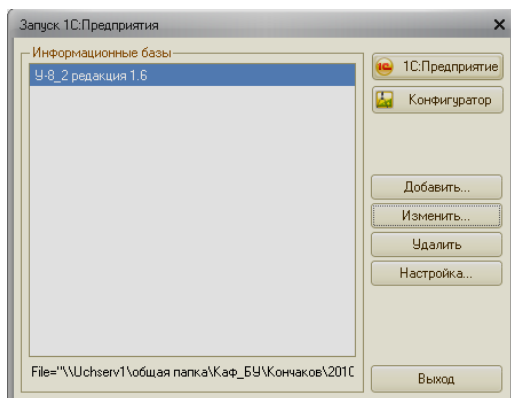 Запуск 1С:Предприятия
Информационные базы
У-8_2 редакция 1.6
1С:Предприятие
Конфигуратор
Добавить...
Изменить...
Удалить
Настройка...
File="\\Uchserv1\общая папка\Каф_БУ\Кончаков\201
Выход